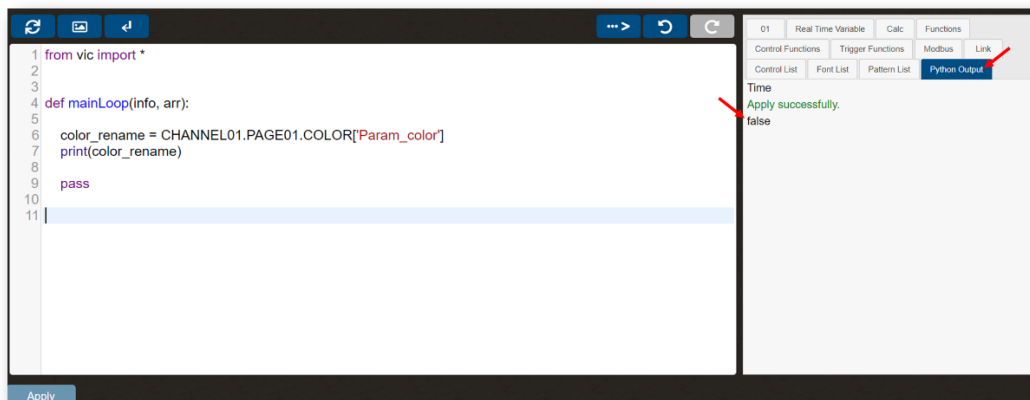 ... >
1 from vic import *
2
3
4 def mainLoop(info, arr):
5
6 color_rename = CHANNEL01.PAGE01.COLOR['Param_color']
7 print(color_rename)
8
9 pass
10
11
Apply
01 Real Time Variable Calc Functions
Control Functions Trigger Functions Modbus Link
Control List Font List Pattern List Python Output
Time
Apply successfully.
false